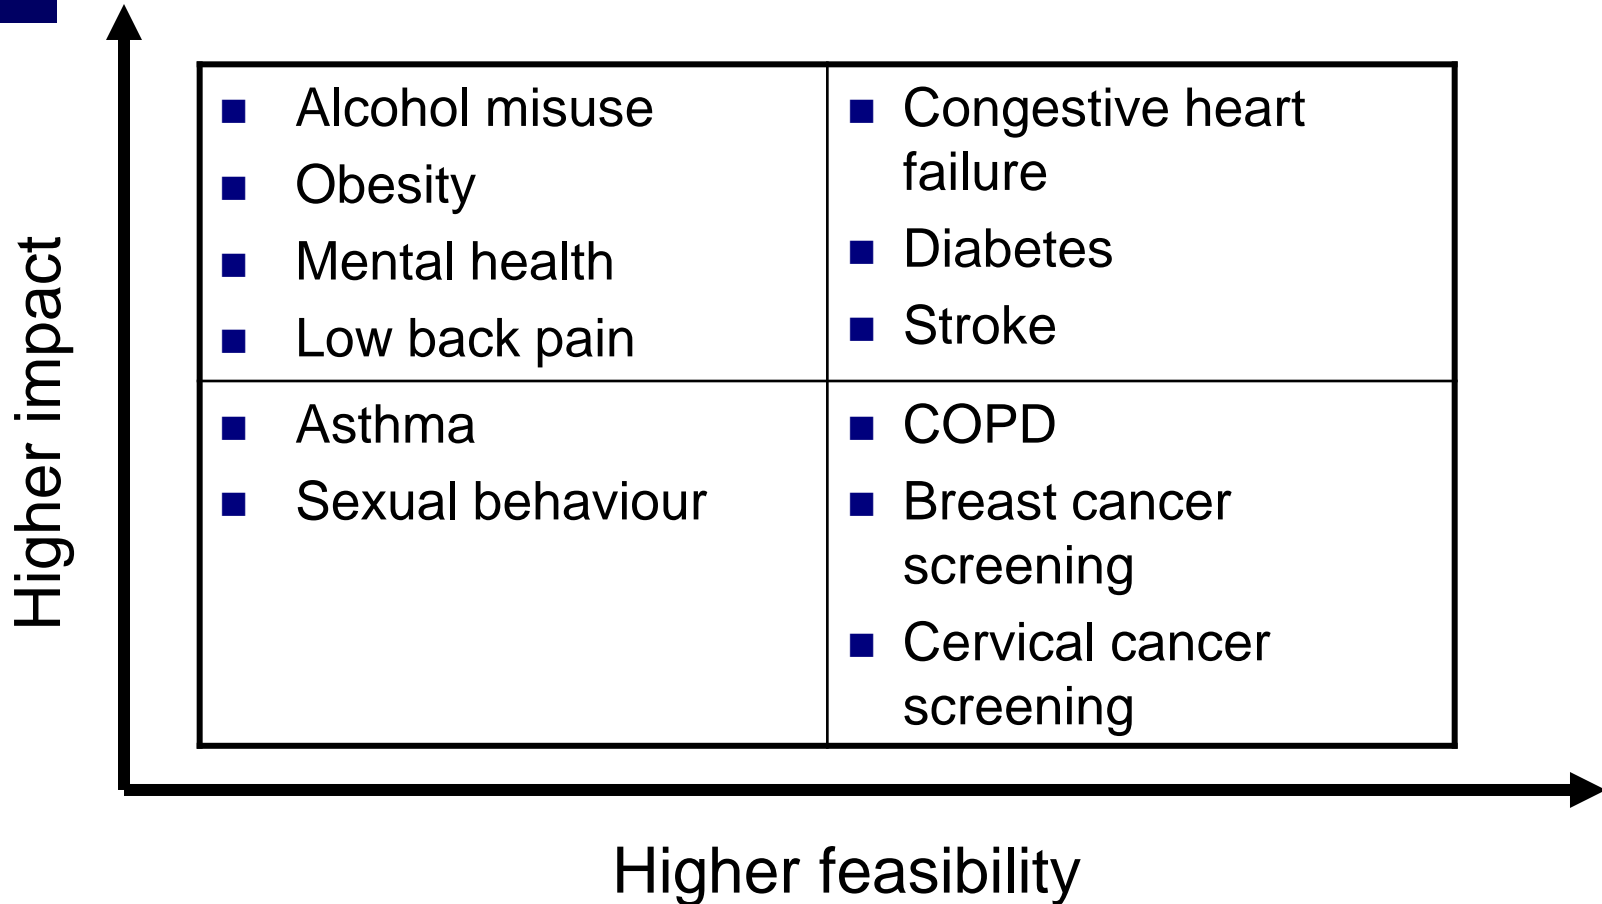 Higher impact
Alcohol misuse
Obesity
Mental health
Low back pain
Congestive heart
failure
Diabetes
Stroke
Asthma
Sexual behaviour
COPD
Breast cancer
screening
Cervical cancer
screening
Higher feasibility